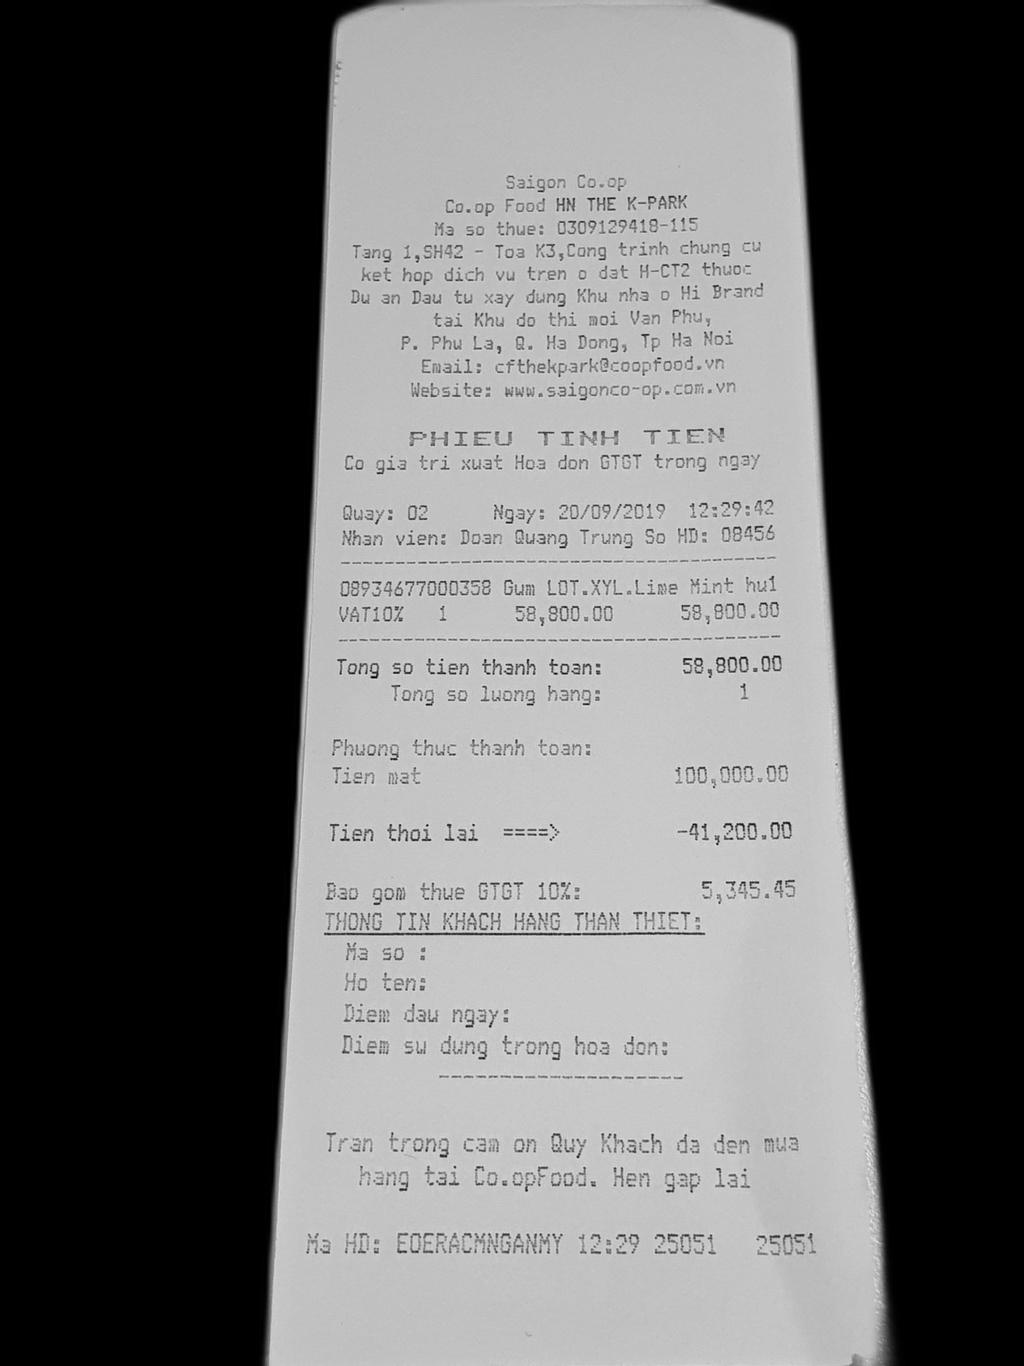 Saigon Co.op
Co.op Food HN THE K-PARK
Ma so thue: 0309129418-115
Tang 1,SH42 - Toa K3,Cong trinh chung cu
ket hop dich vu tren o dat H-CT2 thuoc
Du an Dau tu xay dung Khu nha o Hi Brand
tai Khu do thi moi Van Phu,
P. Phu La, Q. Ha Dong, Tp Ha Noi
Email: cfthekpark@coopfood.vn
Website: www.saigonco-op.com.vn
PHIEU TINH TIEN
Co gia tri xuat Hoa don GTGT trong ngay
Quay: 02 Ngay: 20/09/2019 12:29:42
Nhan vien: Doan Quang Trung So HD: 08456
----------------------------------------
08934677000358 Gum LOT.XYL.Lime Mint hu1
VAT10% 1 58,800.00 58,800.00
----------------------------------------
Tong so tien thanh toan: 58,800.00
Tong so luong hang: 1
Phuong thuc thanh toan:
Tien mat 100,000.00
Tien thoi lai ====> -41,200.00
Bao gom thue GTGT 10%: 5,345.45
THONG TIN KHACH HANG THAN THIET:
Ma so :
Ho ten:
Diem dau ngay:
Diem su dung trong hoa don:
--------------------
Tran trong cam on Quy Khach da den mua
hang tai Co.opFood. Hen gap lai
Ma HD: EOERACMNGANMY 12:29 25051 25051